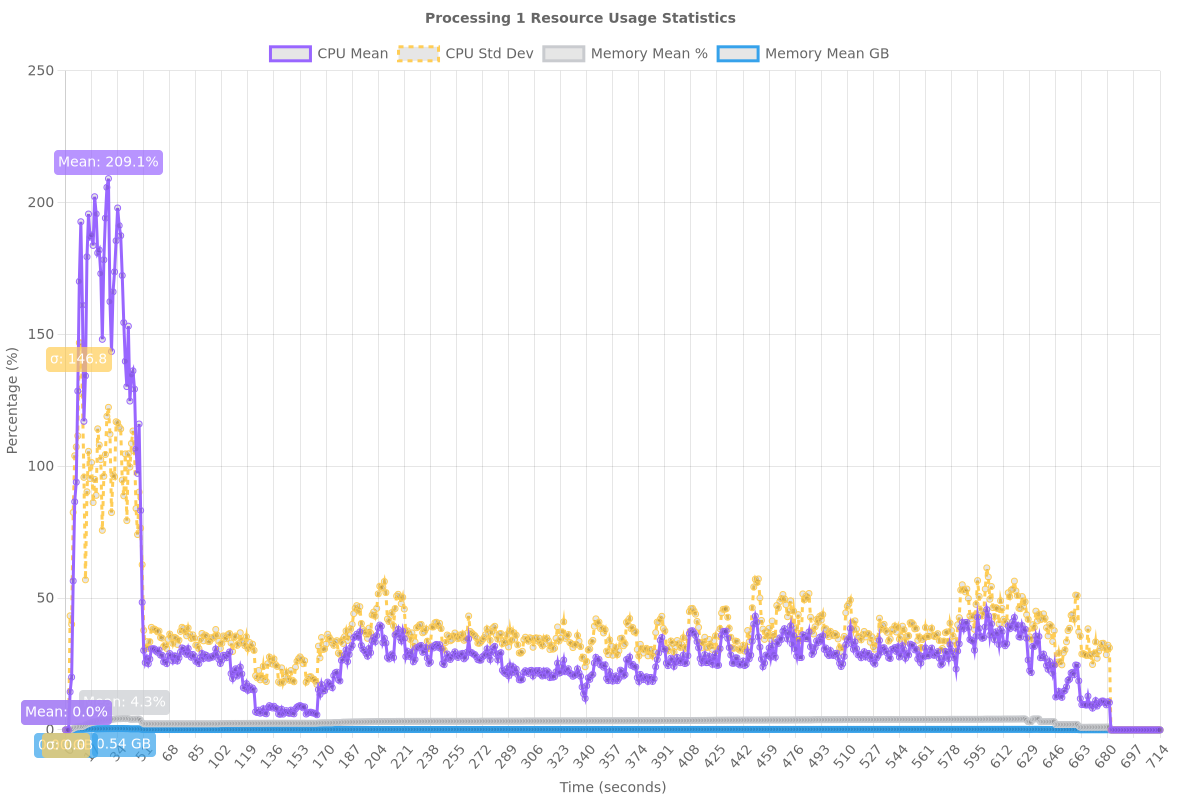 Processing 1 Resource Usage Statistics
CPU Mean CPU Std Dev Memory Mean % Memory Mean GB
250
Mean: 209.1%
200
150
σ: 146.8
Percentage (%)
100
50
4.3%
Mean: 0.0%
0
σ: 0.0 0.54 GB
68 85 102 119 136 153 170 187 204 221 238 255 272 289 306 323 340 357 374 391 408 425 442 459 476 493 510 527 544 561 578 595 612 629 646 663 680 697 714
Time (seconds)